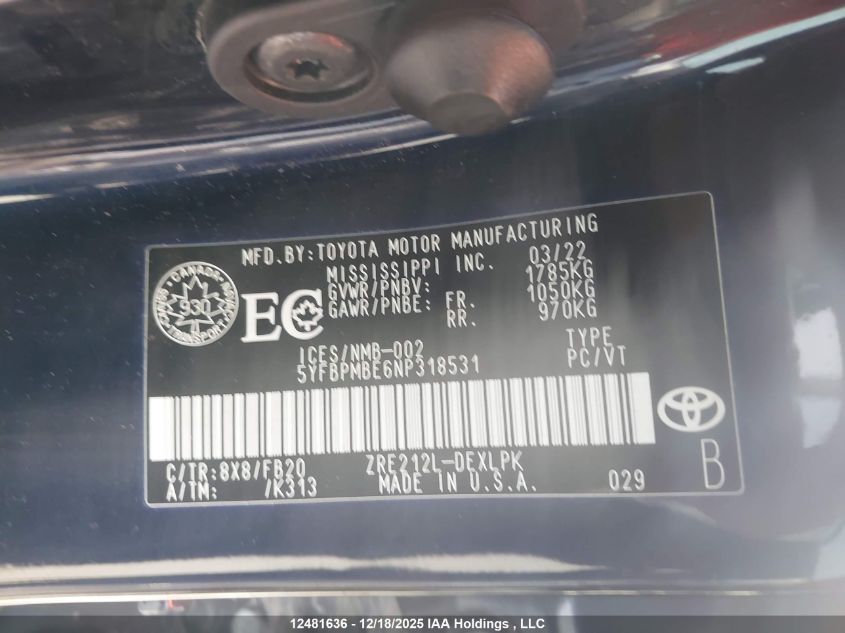 MFD.BY:TOYOTA MOTOR MANUFACTURING
MISSISSIPPI INC. 03/22
GVWR/PNBV: 1785KG
GAWR/PNBE: FR. 1050KG
RR. 970KG
CANADA
930
TRANSPORT
EC
ICES/NMB-002
TYPE
5YFBPMBE6NP318531
PC/VT
C/TR:8X8/FB20 ZRE212L-DEXLPK
A/TM: /K313 MADE IN U.S.A. 029
B
12481636 - 12/18/2025 IAA Holdings , LLC